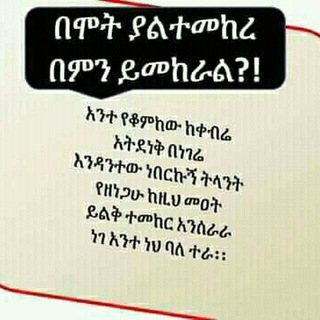 በሞት ያልተመከረ
በምን ይመከራል?!
አንተ የቆምከው ከቀብሬ
አትደነቅ በነገሬ
እንዳንተው ነበርኩኝ ትላንት
የዘነጋሁ ከዚህ መዐት
ይልቅ ተመከር አንሰራራ
ነገ አንተ ነህ ባለ ተራ፡፡